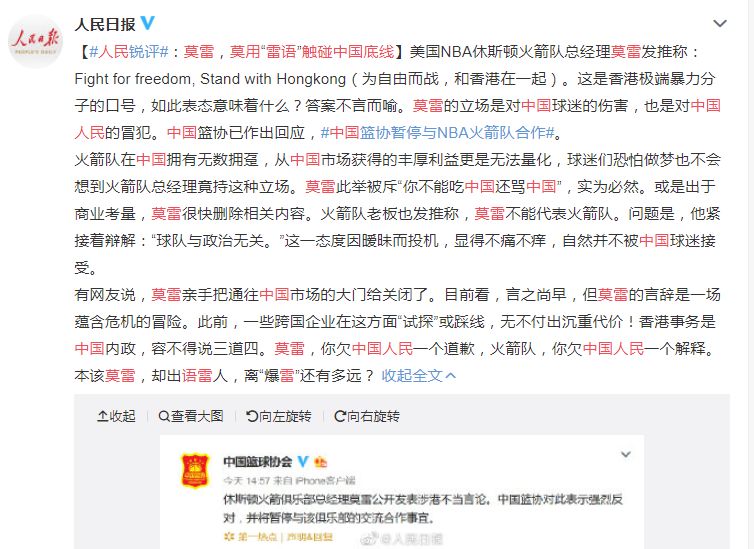 人民日报
PEOPLE'S DAILY
人民日报
【#人民锐评#：莫雷，莫用“雷语”触碰中国底线】美国NBA休斯顿火箭队总经理莫雷发推称：
Fight for freedom, Stand with Hongkong（为自由而战，和香港在一起）。这是香港极端暴力分
子的口号，如此表态意味着什么？答案不言而喻。莫雷的立场是对中国球迷的伤害，也是对中国
人民的冒犯。中国篮协已作出回应，#中国篮协暂停与NBA火箭队合作#。
火箭队在中国拥有无数拥趸，从中国市场获得的丰厚利益更是无法量化，球迷们恐怕做梦也不会
想到火箭队总经理竟持这种立场。莫雷此举被斥“你不能吃中国还骂中国”，实为必然。或是出于
商业考量，莫雷很快删除相关内容。火箭队老板也发推称，莫雷不能代表火箭队。问题是，他紧
接着辩解：“球队与政治无关。”这一态度因暧昧而投机，显得不痛不痒，自然并不被中国球迷接
受。
有网友说，莫雷亲手把通往中国市场的大门给关闭了。目前看，言之尚早，但莫雷的言辞是一场
蕴含危机的冒险。此前，一些跨国企业在这方面“试探”或踩线，无不付出沉重代价！香港事务是
中国内政，容不得说三道四。莫雷，你欠中国人民一个道歉，火箭队，你欠中国人民一个解释。
本该莫雷，却出语雷人，离“爆雷”还有多远？ 收起全文
收起 查看大图 向左旋转 向右旋转
中国篮球协会
今天 14:57 来自 iPhone客户端
休斯顿火箭俱乐部总经理莫雷公开发表涉港不当言论。中国篮协对此表示强烈反
对，并将暂停与该俱乐部的交流合作事宜。
第一热点 | 声明&回复
@人民日报